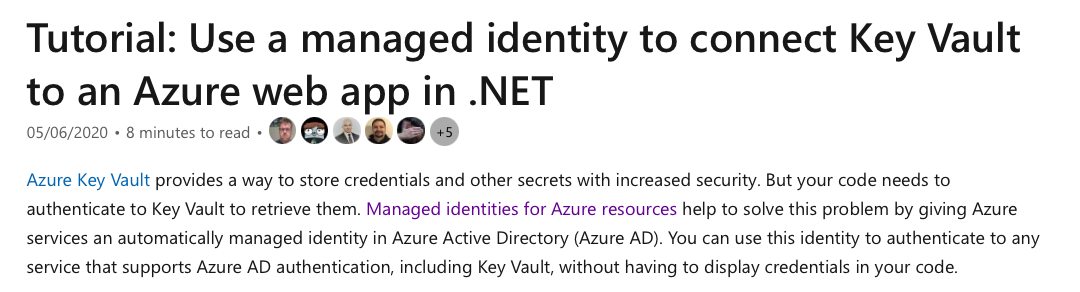 Tutorial: Use a managed identity to connect Key Vault
to an Azure web app in .NET
05/06/2020 • 8 minutes to read • +5
Azure Key Vault provides a way to store credentials and other secrets with increased security. But your code needs to
authenticate to Key Vault to retrieve them. Managed identities for Azure resources help to solve this problem by giving Azure
services an automatically managed identity in Azure Active Directory (Azure AD). You can use this identity to authenticate to any
service that supports Azure AD authentication, including Key Vault, without having to display credentials in your code.